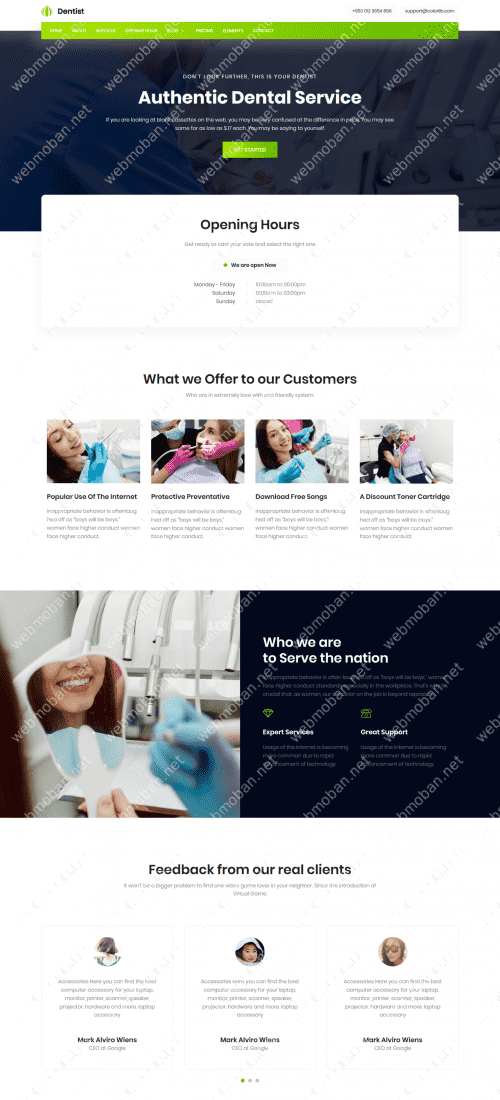 Dentist
+953 012 3654 896 support@colorlib.com
HOME ABOUT SERVICES OPENING HOUR BLOG PRICING ELEMENTS CONTACT
DON'T LOOK FURTHER, THIS IS YOUR DENTIST
Authentic Dental Service
If you are looking at blank cassettes on the web, you may be very confused at the difference in price. You may see
some for as low as $.17 each. You may be saying to yourself.
GET STARTED
Opening Hours
Get ready to cast your vote and select the right one
We are open Now
Monday - Friday : 10:00am to 05:00pm
Saturday : 12:00am to 03:00pm
Sunday : closed
What we Offer to our Customers
Who are in extremely love with eco friendly system.
Popular Use Of The Internet
inappropriate behavior is often laug
hed off as "boys will be boys,"
women face higher conduct women
face higher conduct.
Protective Preventative
inappropriate behavior is often laug
hed off as "boys will be boys,"
women face higher conduct women
face higher conduct.
Download Free Songs
inappropriate behavior is often laug
hed off as "boys will be boys,"
women face higher conduct women
face higher conduct.
A Discount Toner Cartridge
inappropriate behavior is often laug
hed off as "boys will be boys,"
women face higher conduct women
face higher conduct.
Who we are
to Serve the nation
inappropriate behavior is often laughed off as "boys will be boys," women
face higher conduct standards especially in the workplace. That's why it's
crucial that, as women, our behavior on the job is beyond reproach.
Expert Services
Usage of the Internet is becoming
more common due to rapid
advancement of technology
Great Support
Usage of the Internet is becoming
more common due to rapid
advancement of technology
Feedback from our real clients
It won't be a bigger problem to find one video game lover in your neighbor. Since the introduction of
Virtual Game
Accessories Here you can find the best
computer accessory for your laptop,
monitor, printer, scanner, speaker,
projector, hardware and more. laptop
accessory
Mark Alviro Wiens
CEO at Google
Accessories Here you can find the best
computer accessory for your laptop,
monitor, printer, scanner, speaker,
projector, hardware and more. laptop
accessory
Mark Alviro Wiens
CEO at Google
Accessories Here you can find the best
computer accessory for your laptop,
monitor, printer, scanner, speaker,
projector, hardware and more. laptop
accessory
Mark Alviro Wiens
CEO at Google
webmoban.net